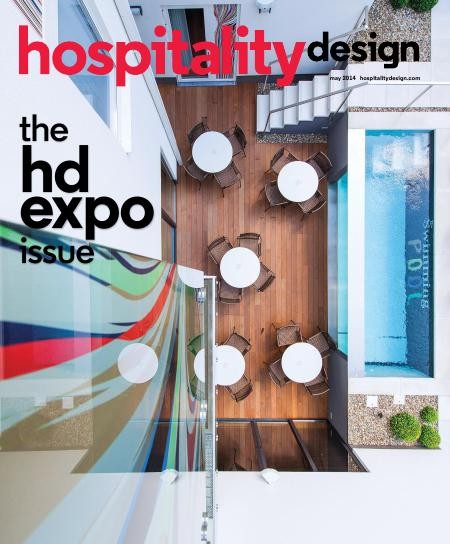 hospitalitydesign
may 2014 hospitalitydesign.com
the
hd
expo
issue
swimming
pool